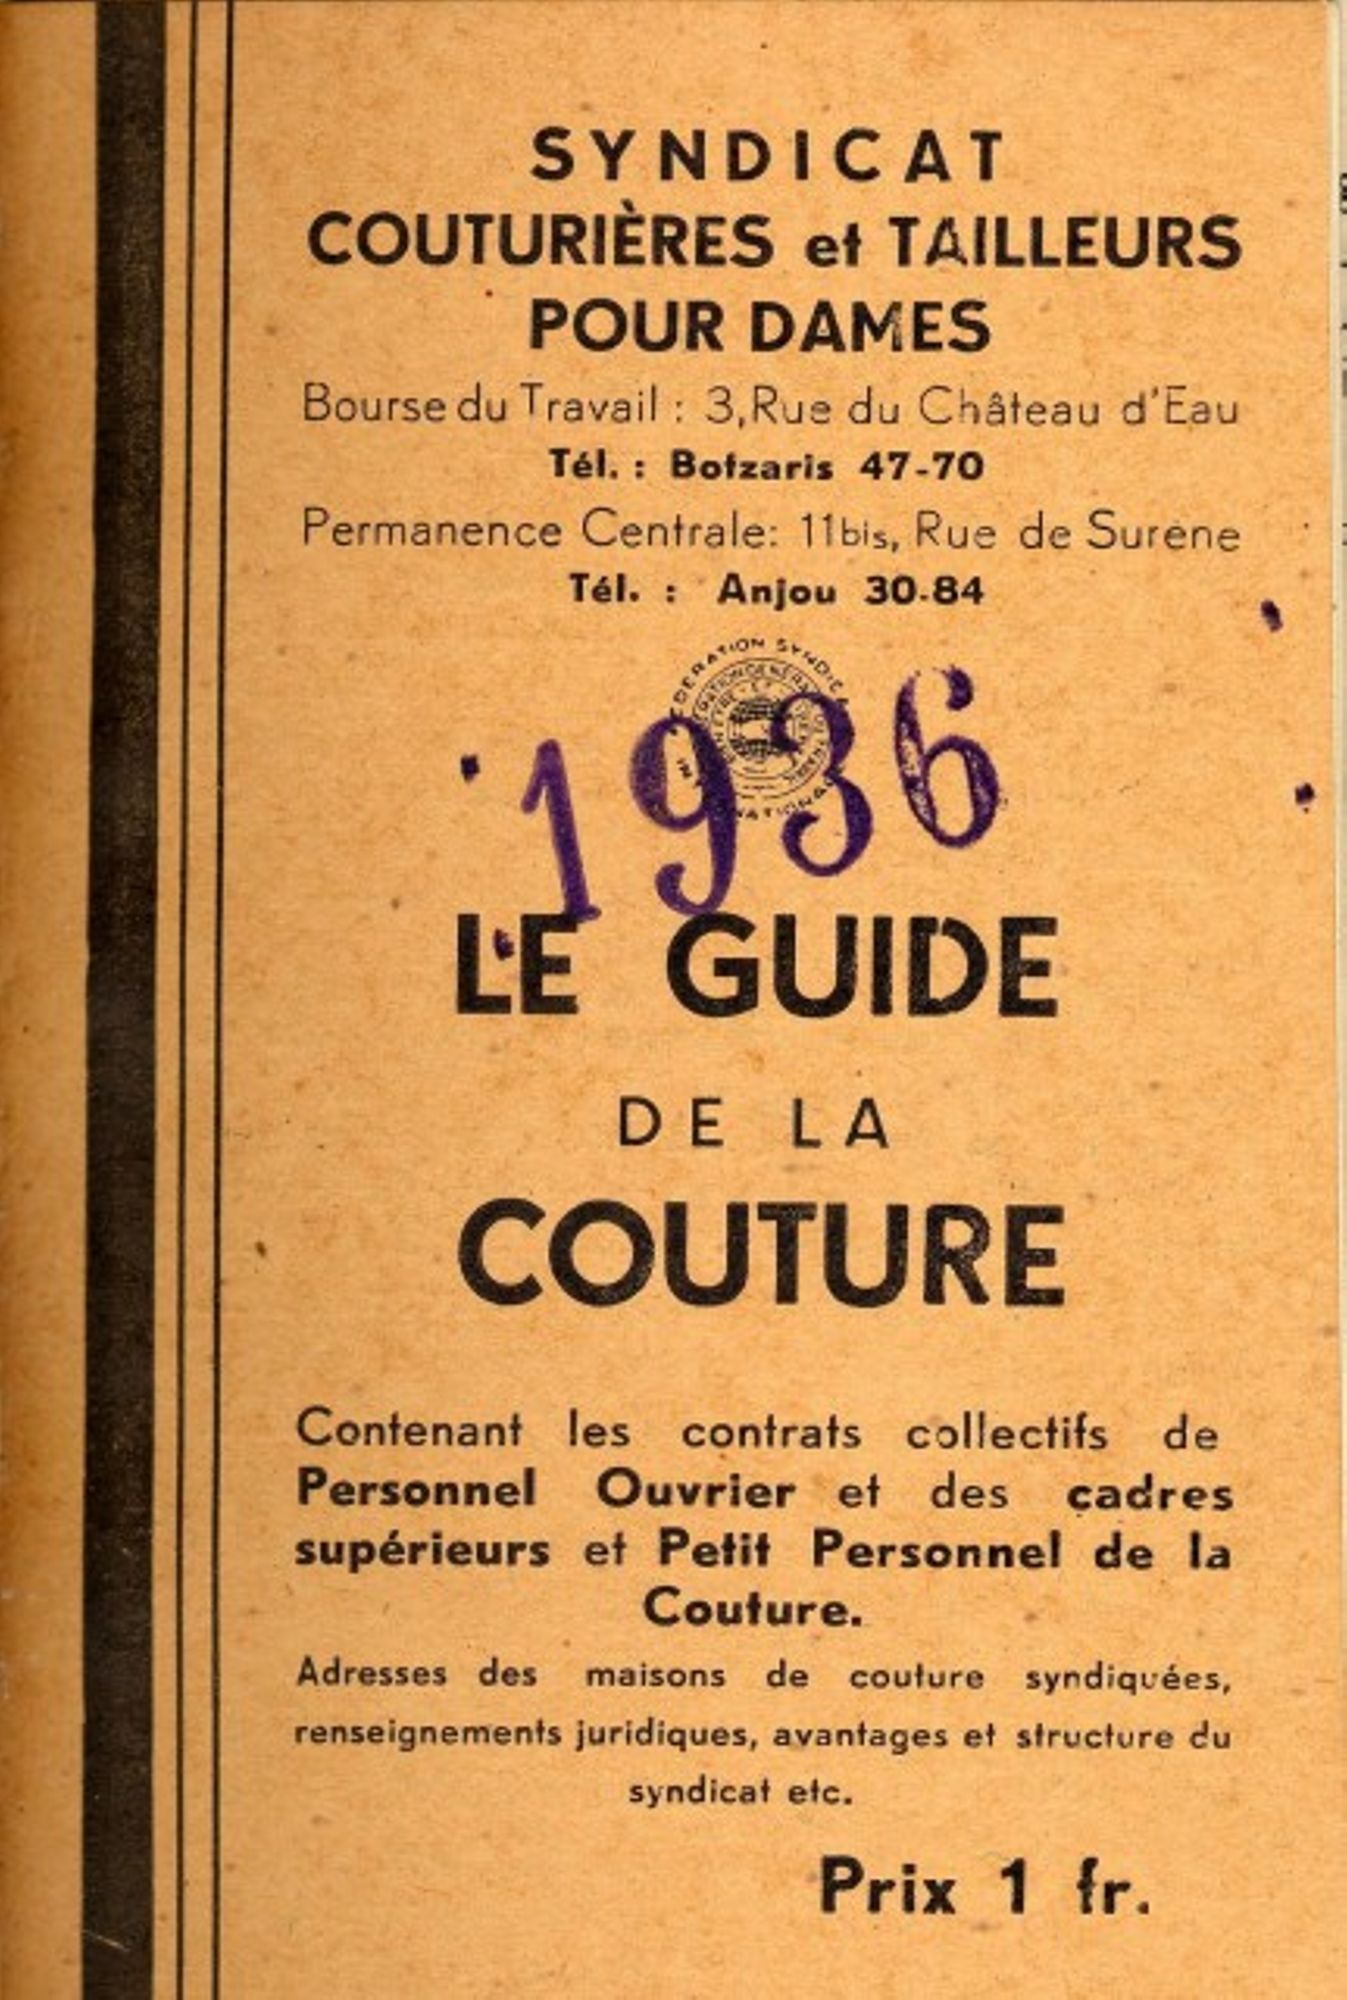 SYNDICAT
COUTURIÈRES et TAILLEURS
POUR DAMES
Bourse du Travail : 3, Rue du Château d'Eau
Tél. : Botzaris 47-70
Permanence Centrale: 11bis, Rue de Surène
Tél. : Anjou 30-84
1936
LE GUIDE
DE LA
COUTURE
Contenant les contrats collectifs de
Personnel Ouvrier et des cadres
supérieurs et Petit Personnel de la
Couture.
Adresses des maisons de couture syndiquées,
renseignements juridiques, avantages et structure du
syndicat etc.
Prix 1 fr.